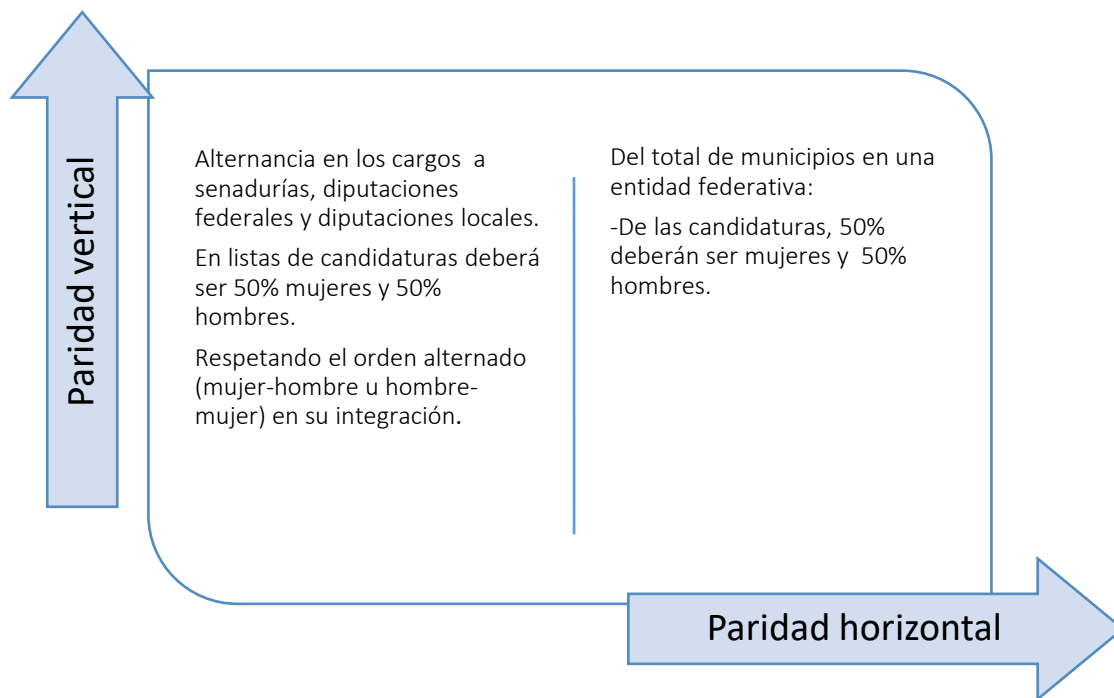 Paridad vertical
Alternancia en los cargos a
senadurías, diputaciones
federales y diputaciones locales.
En listas de candidaturas deberá
ser 50% mujeres y 50%
hombres.
Respetando el orden alternado
(mujer-hombre u hombre-
mujer) en su integración.
Del total de municipios en una
entidad federativa:
-De las candidaturas, 50%
deberán ser mujeres y 50%
hombres.
Paridad horizontal